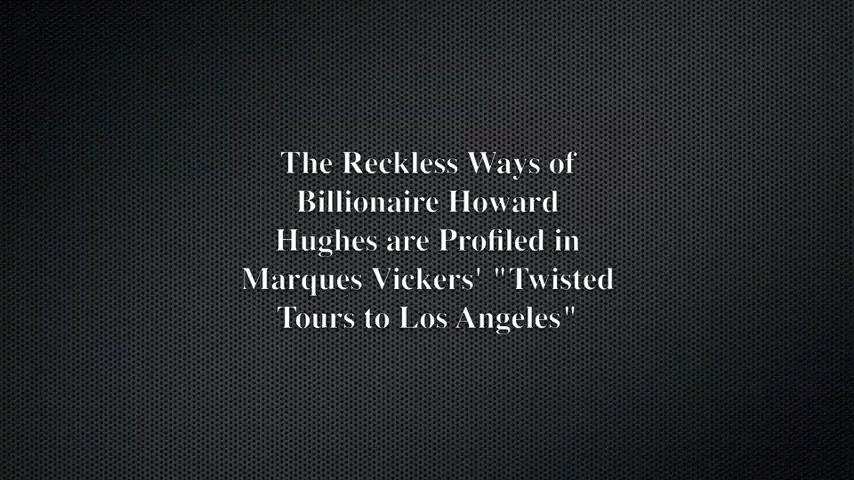 The Reckless Ways of
Billionaire Howard
Hughes are Profiled in
Marques Vickers' "Twisted
Tours to Los Angeles"